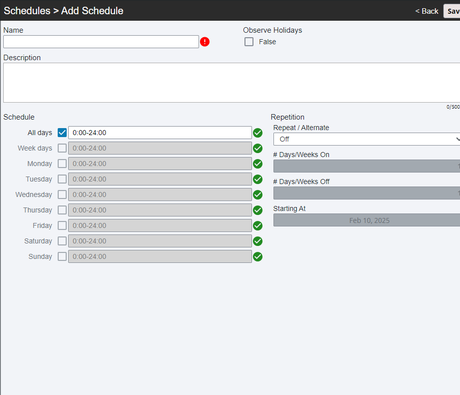 Schedules > Add Schedule
< Back
Sav
Name
Observe Holidays
False
Description
0/500
Schedule
Repetition
All days
0:00-24:00
Repeat / Alternate
Off
Week days
0:00-24:00
# Days/Weeks On
Monday
0:00-24:00
Tuesday
0:00-24:00
# Days/Weeks Off
Wednesday
0:00-24:00
Thursday
0:00-24:00
Starting At
Feb 10, 2025
Friday
0:00-24:00
Saturday
0:00-24:00
Sunday
0:00-24:00